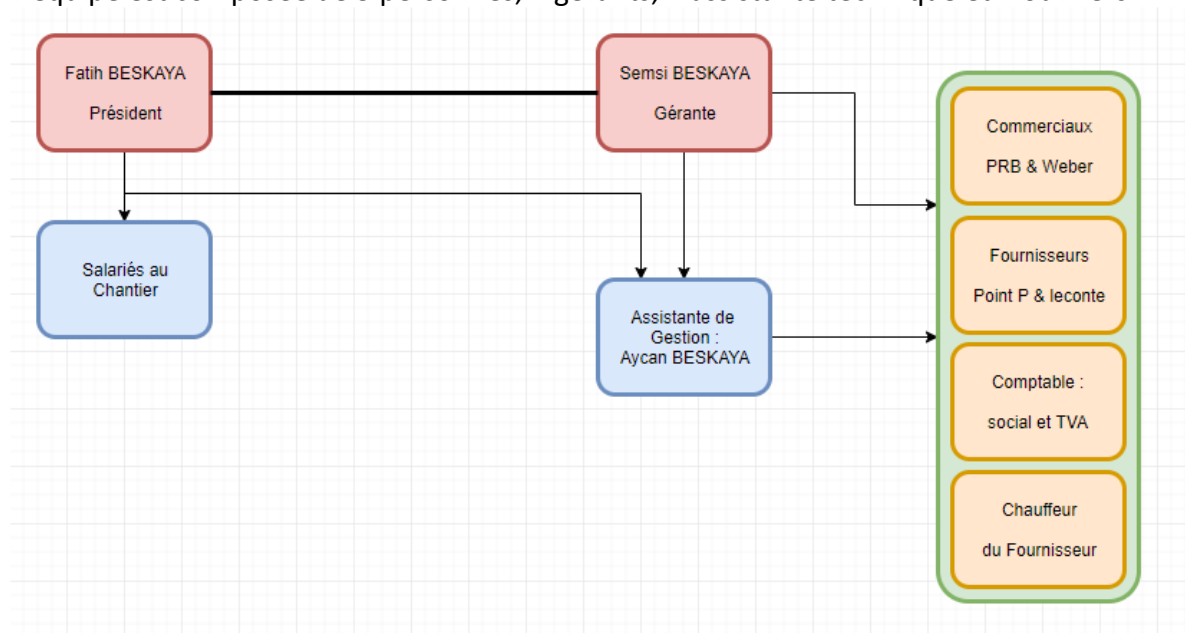 Fatih BESKAYA
Président
Semsi BESKAYA
Gérante
Salariés au
Chantier
Assistante de
Gestion :
Aycan BESKAYA
Commerciaux
PRB & Weber
Fournisseurs
Point P & leconte
Comptable :
social et TVA
Chauffeur
du Fournisseur